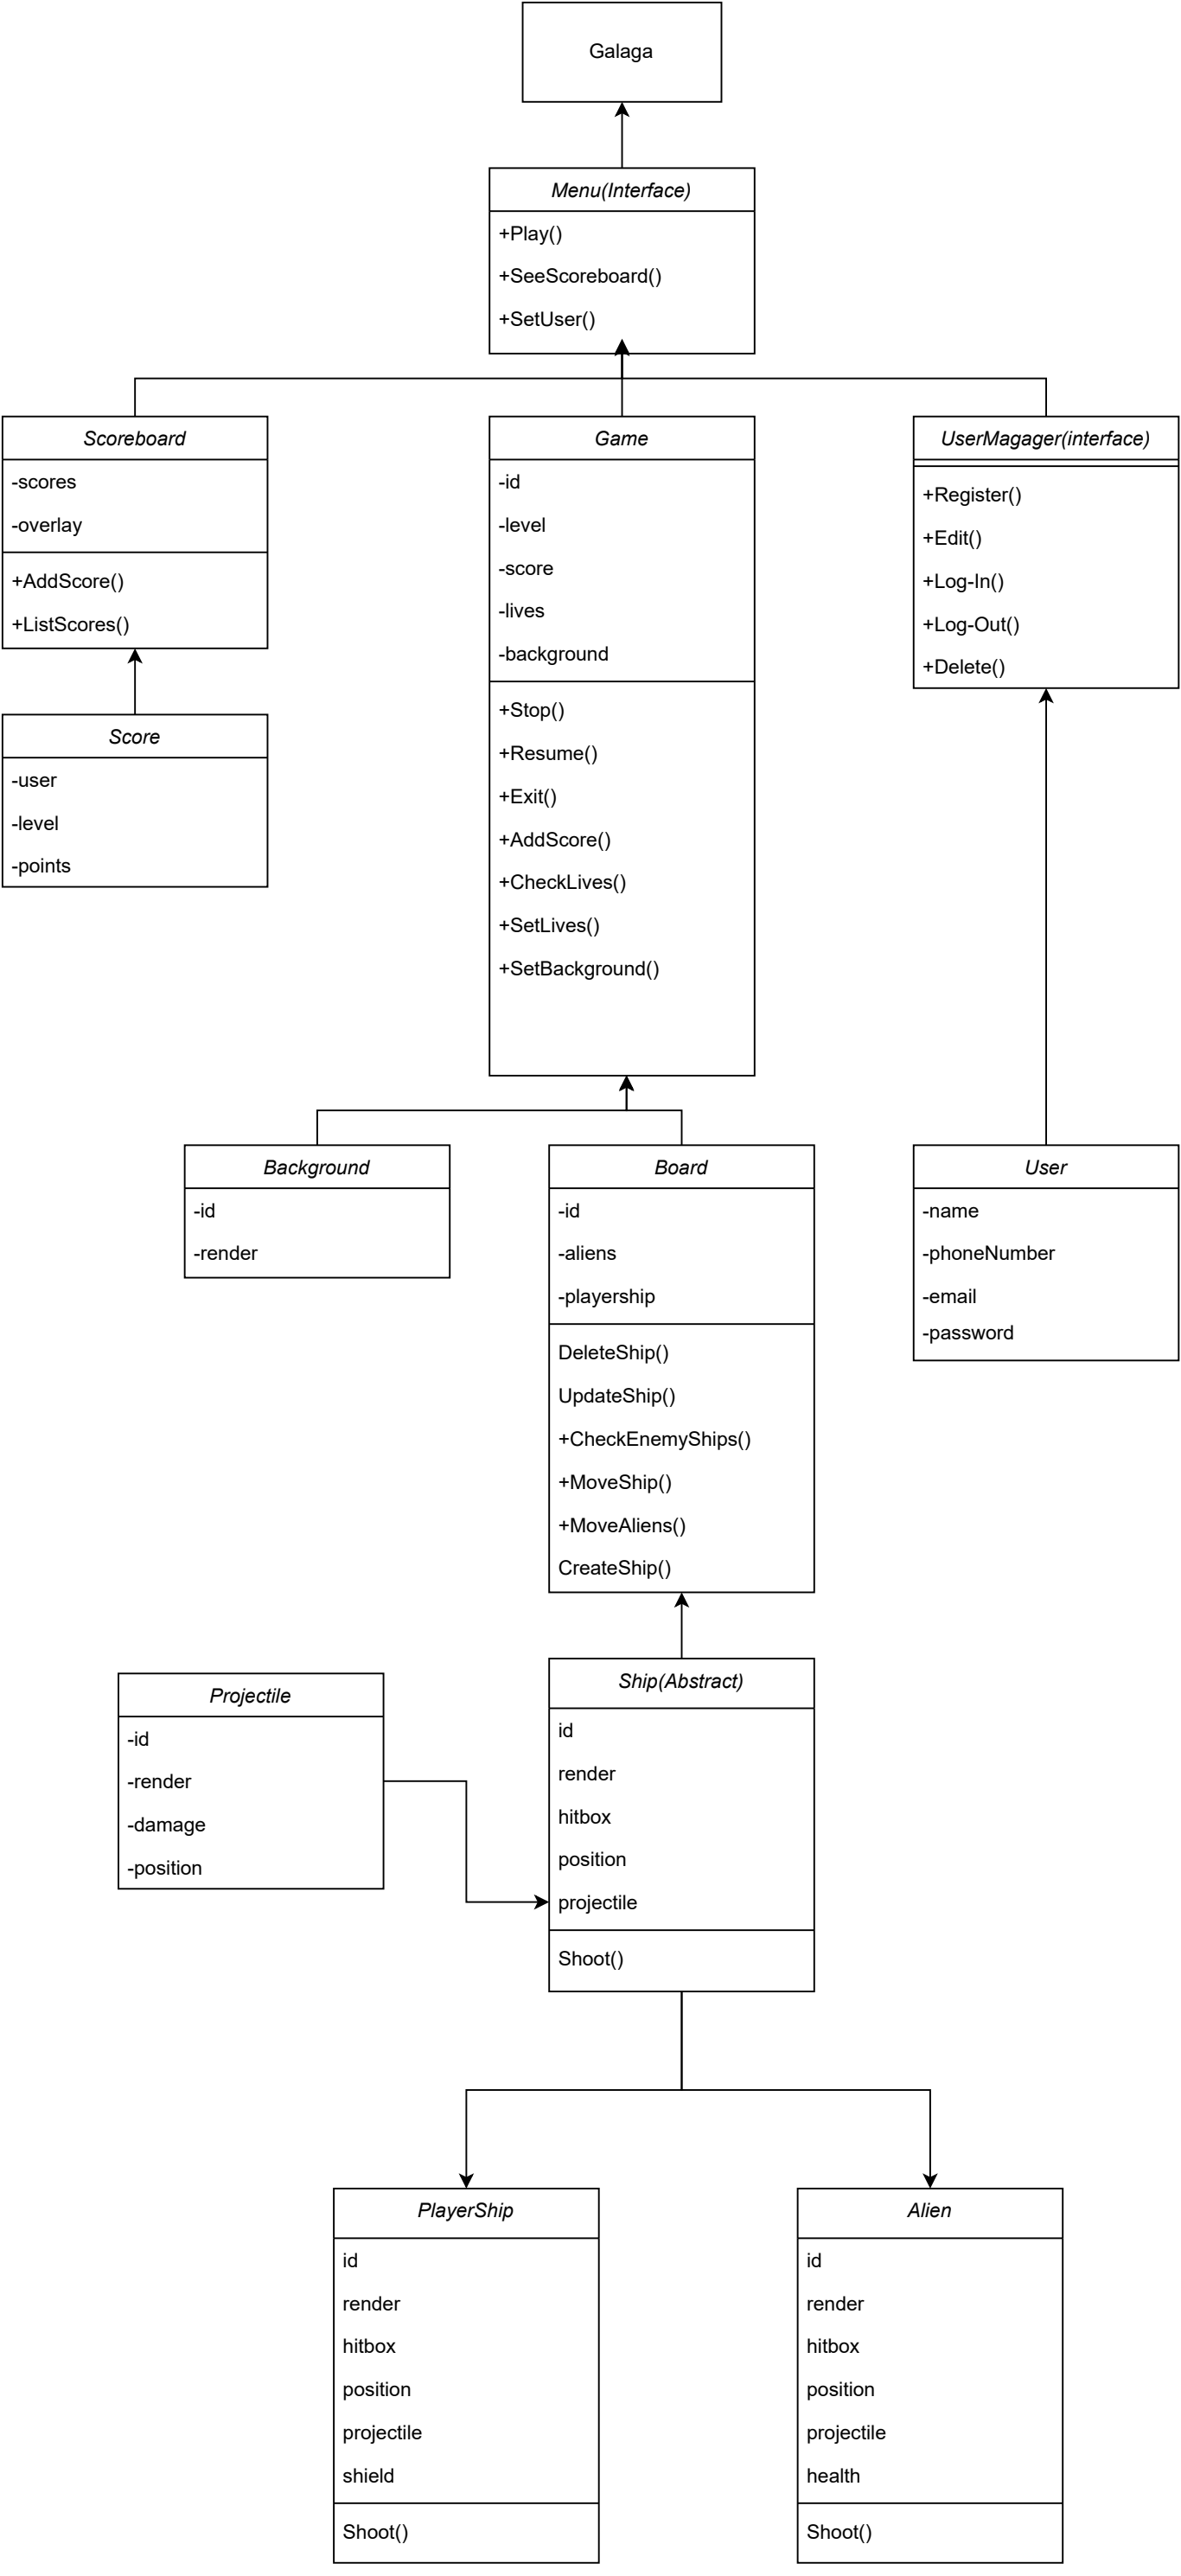 Galaga
Menu(Interface)
+Play()
+SeeScoreboard()
+SetUser()
Scoreboard
-scores
-overlay
+AddScore()
+ListScores()
Score
-user
-level
-points
Game
-id
-level
-score
-lives
-background
+Stop()
+Resume()
+Exit()
+AddScore()
+CheckLives()
+SetLives()
+SetBackground()
UserMagager(interface)
+Register()
+Edit()
+Log-In()
+Log-Out()
+Delete()
Background
-id
-render
Board
-id
-aliens
-playership
DeleteShip()
UpdateShip()
+CheckEnemyShips()
+MoveShip()
+MoveAliens()
CreateShip()
User
-name
-phoneNumber
-email
-password
Projectile
-id
-render
-damage
-position
Ship(Abstract)
id
render
hitbox
position
projectile
Shoot()
PlayerShip
id
render
hitbox
position
projectile
shield
Shoot()
Alien
id
render
hitbox
position
projectile
health
Shoot()